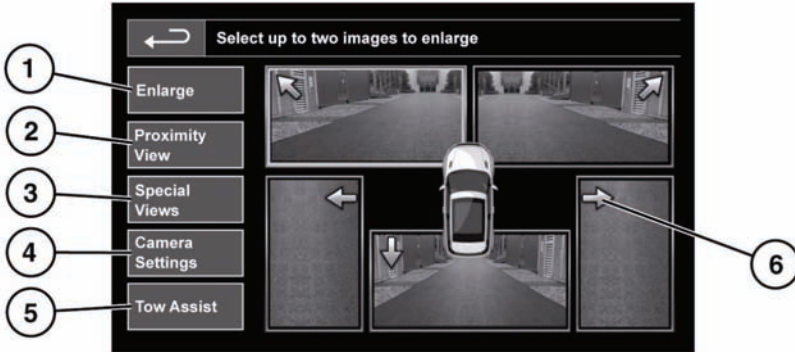 Select up to two images to enlarge
1
Enlarge
2
Proximity
View
3
Special
Views
4
Camera
Settings
5
Tow Assist
6